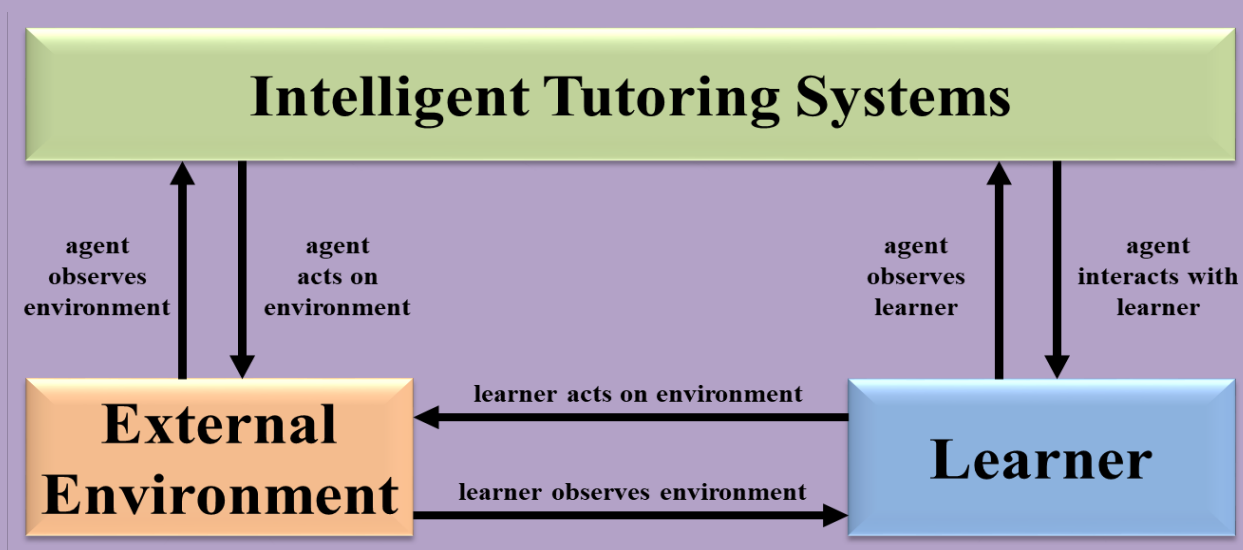 Intelligent Tutoring Systems
agent
observes
environment
agent
acts on
environment
agent
observes
learner
agent
interacts with
learner
learner acts on environment
External
Environment
learner observes environment
Learner